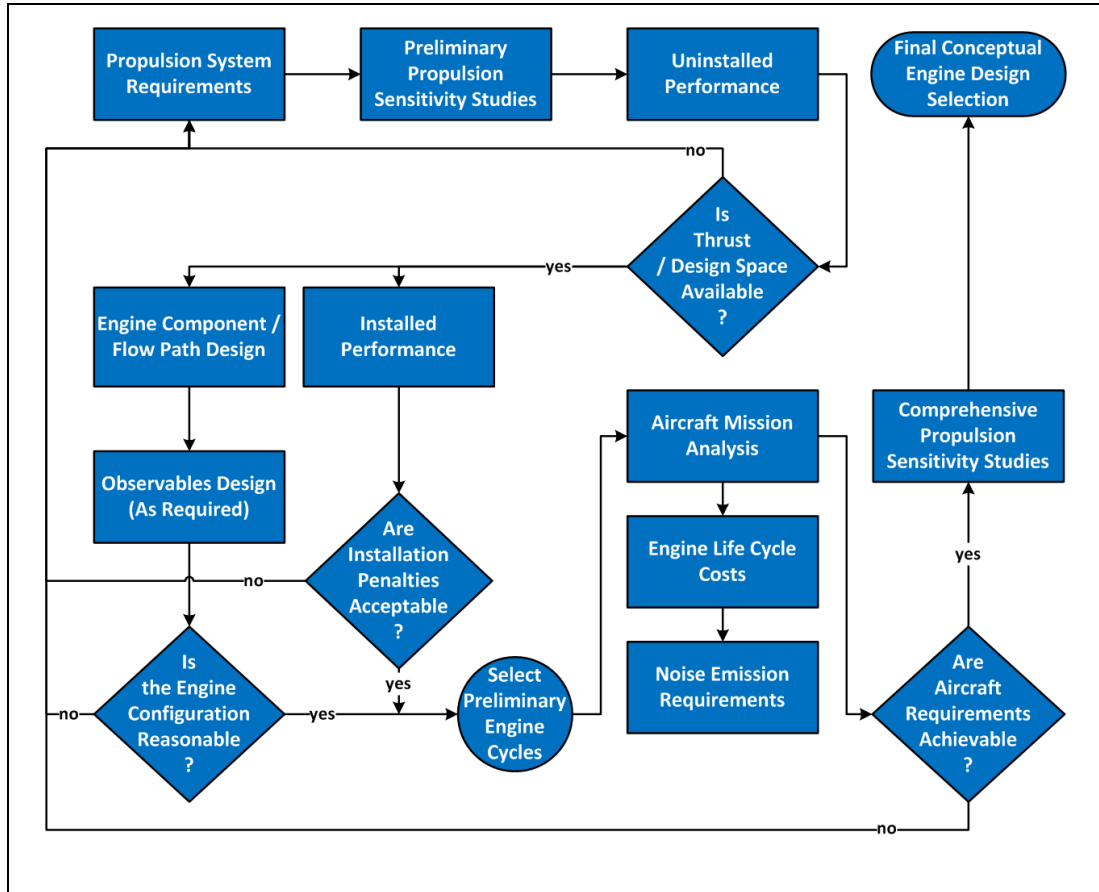 Propulsion System
Requirements
Preliminary
Propulsion
Sensitivity Studies
Uninstalled
Performance
Final Conceptual
Engine Design
Selection
no
Is
Thrust
/ Design Space
Available
?
yes
Engine Component /
Flow Path Design
Installed
Performance
Observables Design
(As Required)
Are
Installation
Penalties
Acceptable
?
no
yes
Is
the Engine
Configuration
Reasonable
?
no
yes
Select
Preliminary
Engine
Cycles
Aircraft Mission
Analysis
Engine Life Cycle
Costs
Noise Emission
Requirements
Comprehensive
Propulsion
Sensitivity Studies
yes
Are
Aircraft
Requirements
Achievable
?
no